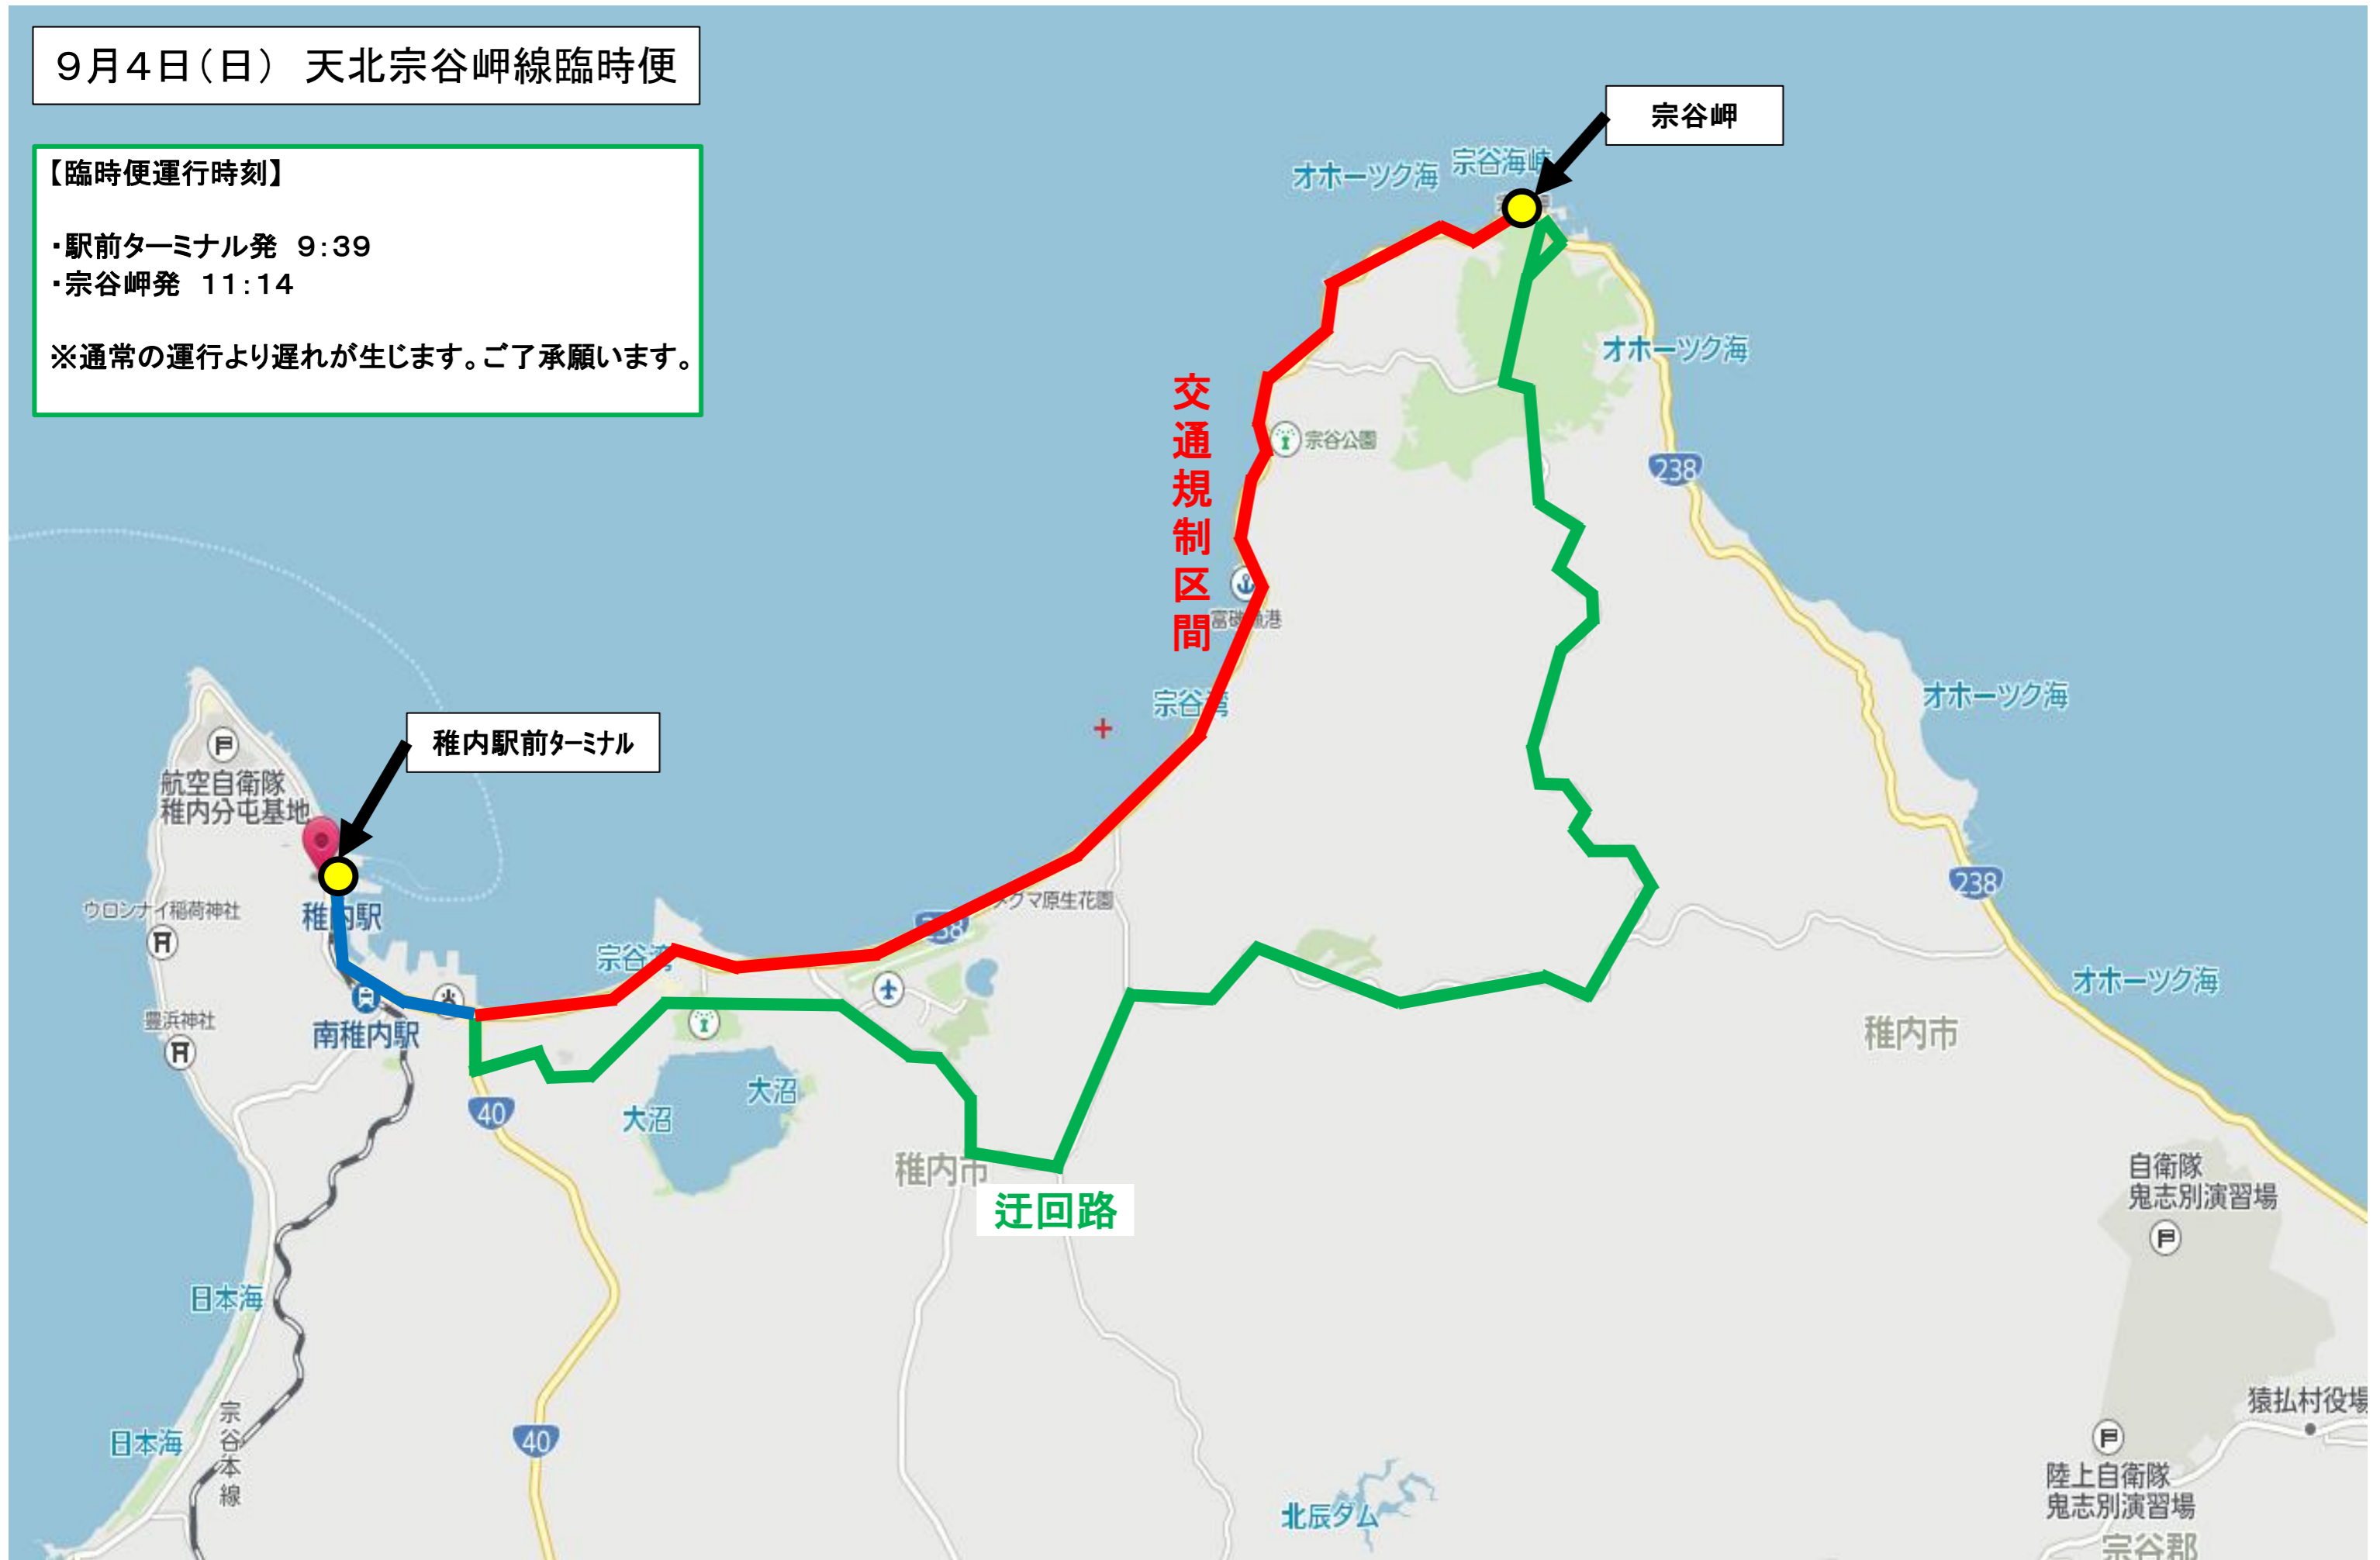 9月4日(日) 天北宗谷岬線臨時便
【臨時便運行時刻】
・駅前ターミナル発 9:39
・宗谷岬発 11:14
※通常の運行より遅れが生じます。ご了承願います。
宗谷岬
オホーツク海
宗谷海峡
オホーツク海
交通規制区間
宗谷公園
238
富磯漁港
宗谷湾
オホーツク海
稚内駅前ターミナル
航空自衛隊
稚内分屯基地
ウロンナイ稲荷神社
稚内駅
メグマ原生花園
238
238
宗谷湾
オホーツク海
豊浜神社
南稚内駅
稚内市
40
大沼
大沼
稚内市
迂回路
自衛隊
鬼志別演習場
日本海
日本海
宗谷本線
40
猿払村役場
北辰ダム
陸上自衛隊
鬼志別演習場
宗谷郡